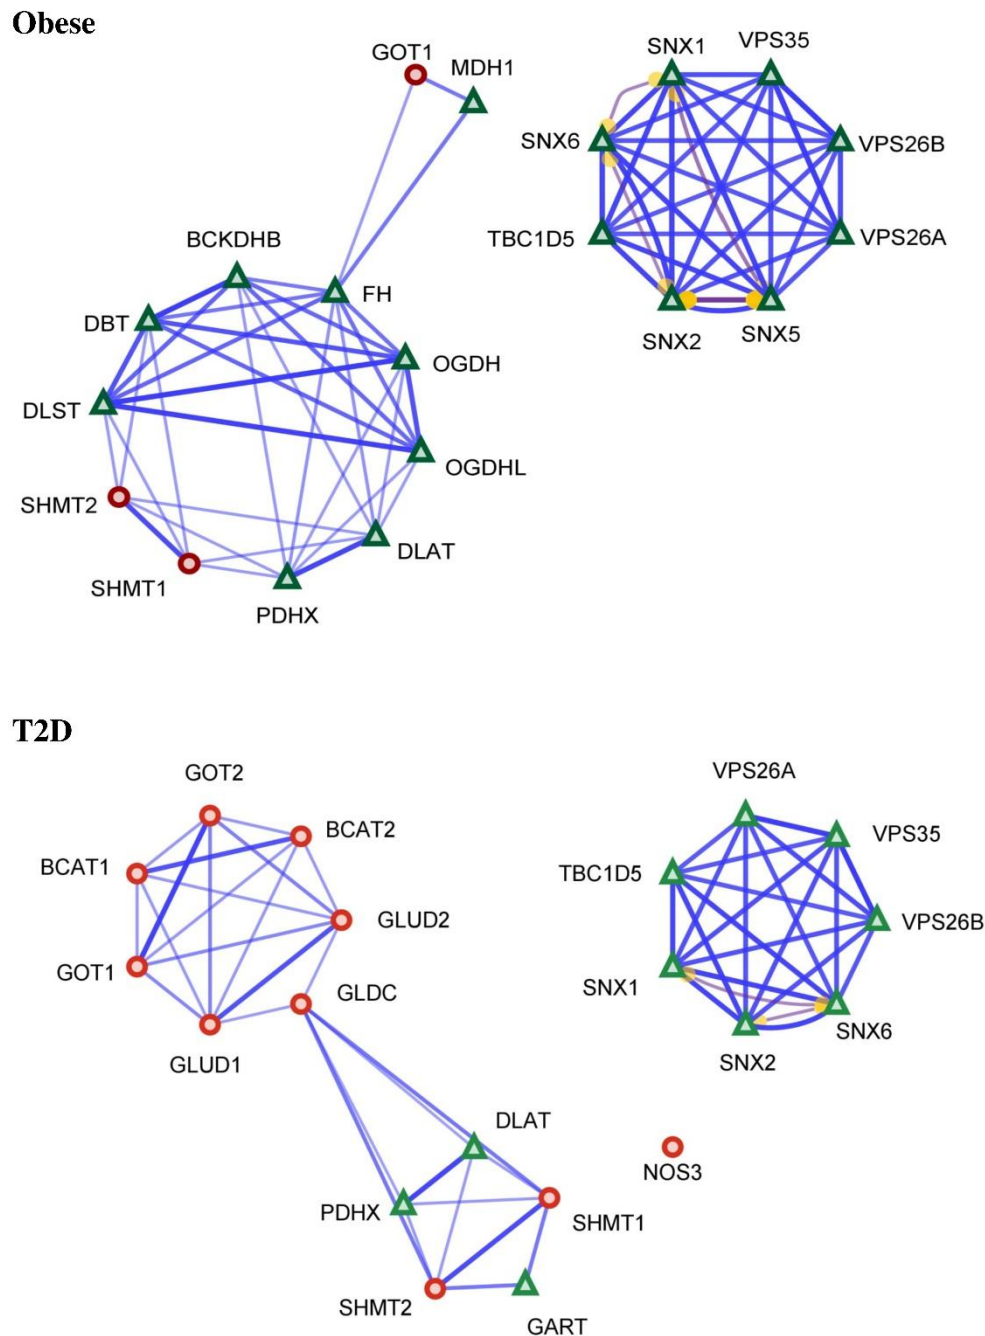 Obese
GOT1
MDH1
SNX1
VPS35
SNX6
VPS26B
TBC1D5
VPS26A
SNX2
SNX5
BCKDHB
FH
DBT
OGDH
DLST
OGDHL
SHMT2
DLAT
SHMT1
PDHX
T2D
GOT2
BCAT2
BCAT1
GLUD2
GOT1
GLDC
GLUD1
VPS26A
VPS35
TBC1D5
VPS26B
SNX1
SNX6
SNX2
DLAT
NOS3
PDHX
SHMT1
SHMT2
GART